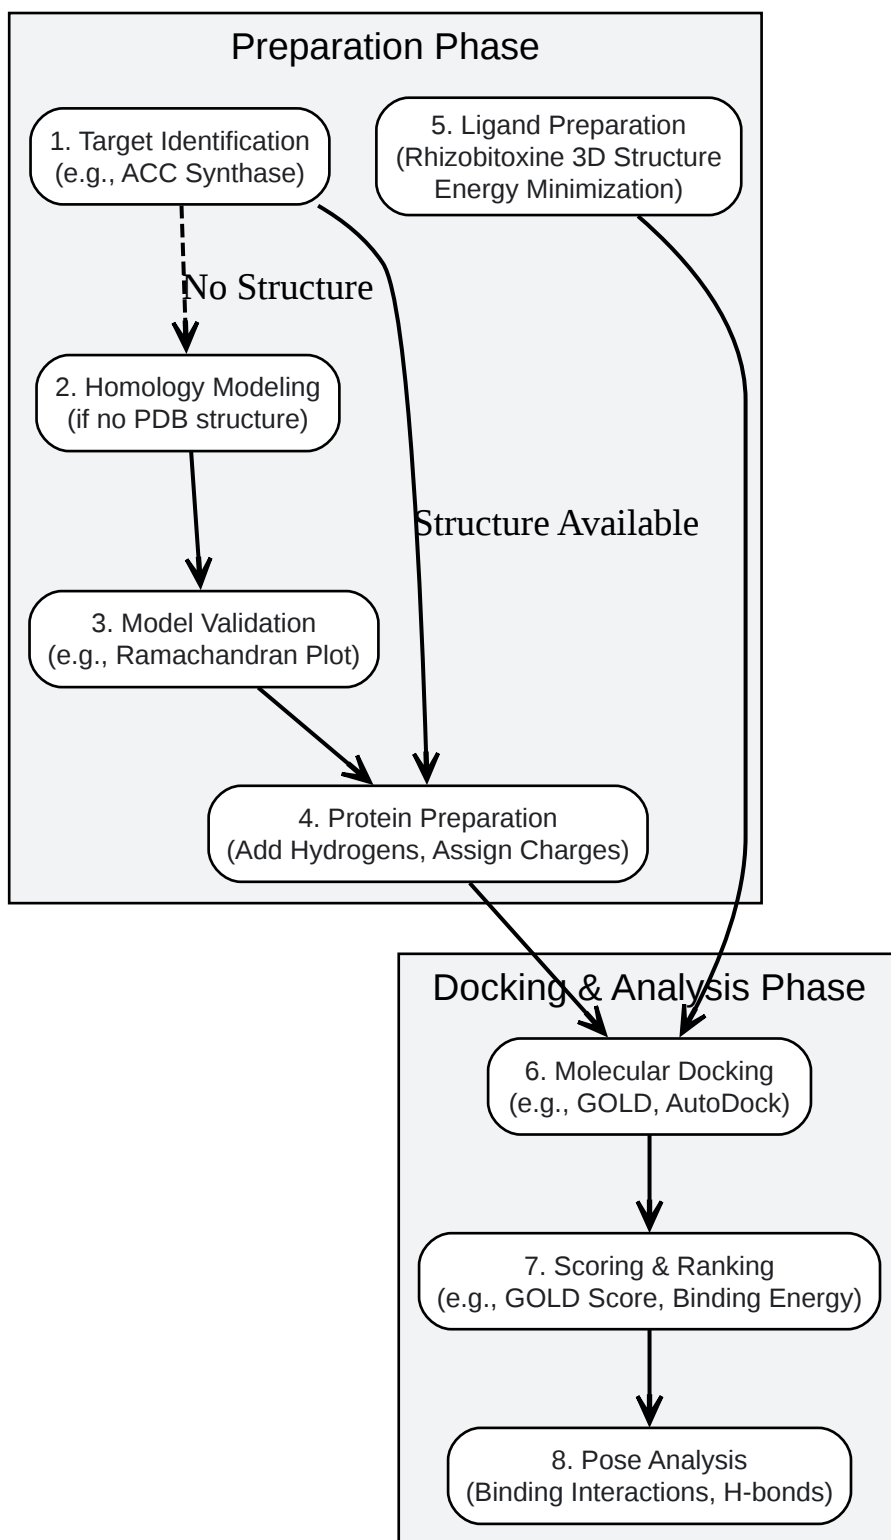 Preparation Phase
1. Target Identification
(e.g., ACC Synthase)
5. Ligand Preparation
(Rhizobitoxine 3D Structure
Energy Minimization)
No Structure
2. Homology Modeling
(if no PDB structure)
Structure Available
3. Model Validation
(e.g., Ramachandran Plot)
4. Protein Preparation
(Add Hydrogens, Assign Charges)
Docking & Analysis Phase
6. Molecular Docking
(e.g., GOLD, AutoDock)
7. Scoring & Ranking
(e.g., GOLD Score, Binding Energy)
8. Pose Analysis
(Binding Interactions, H-bonds)